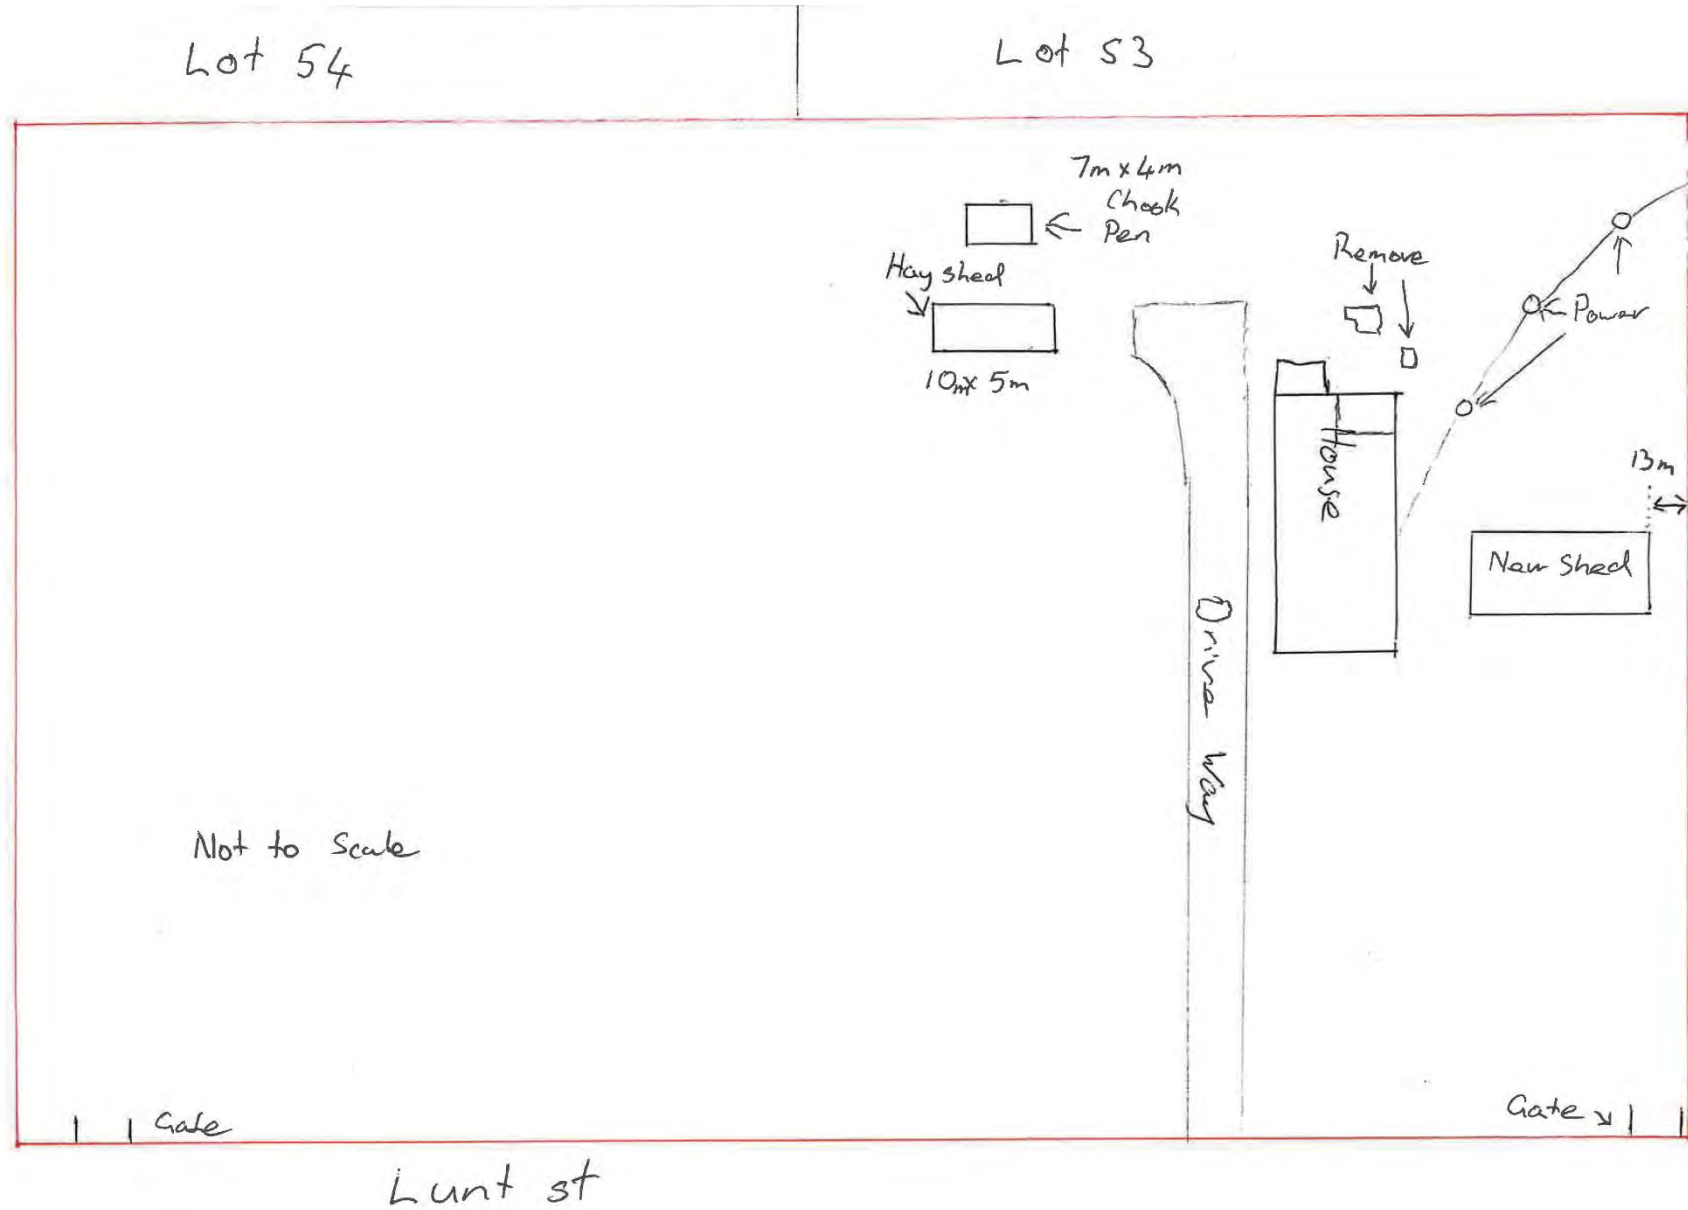 Lot 54
Lot 53
7m x 4m
Chook
Pen
Hay shed
10m x 5m
Remove
Power
13m
House
New Shed
Drive Way
Not to Scale
Gate
Gate
Lunt st